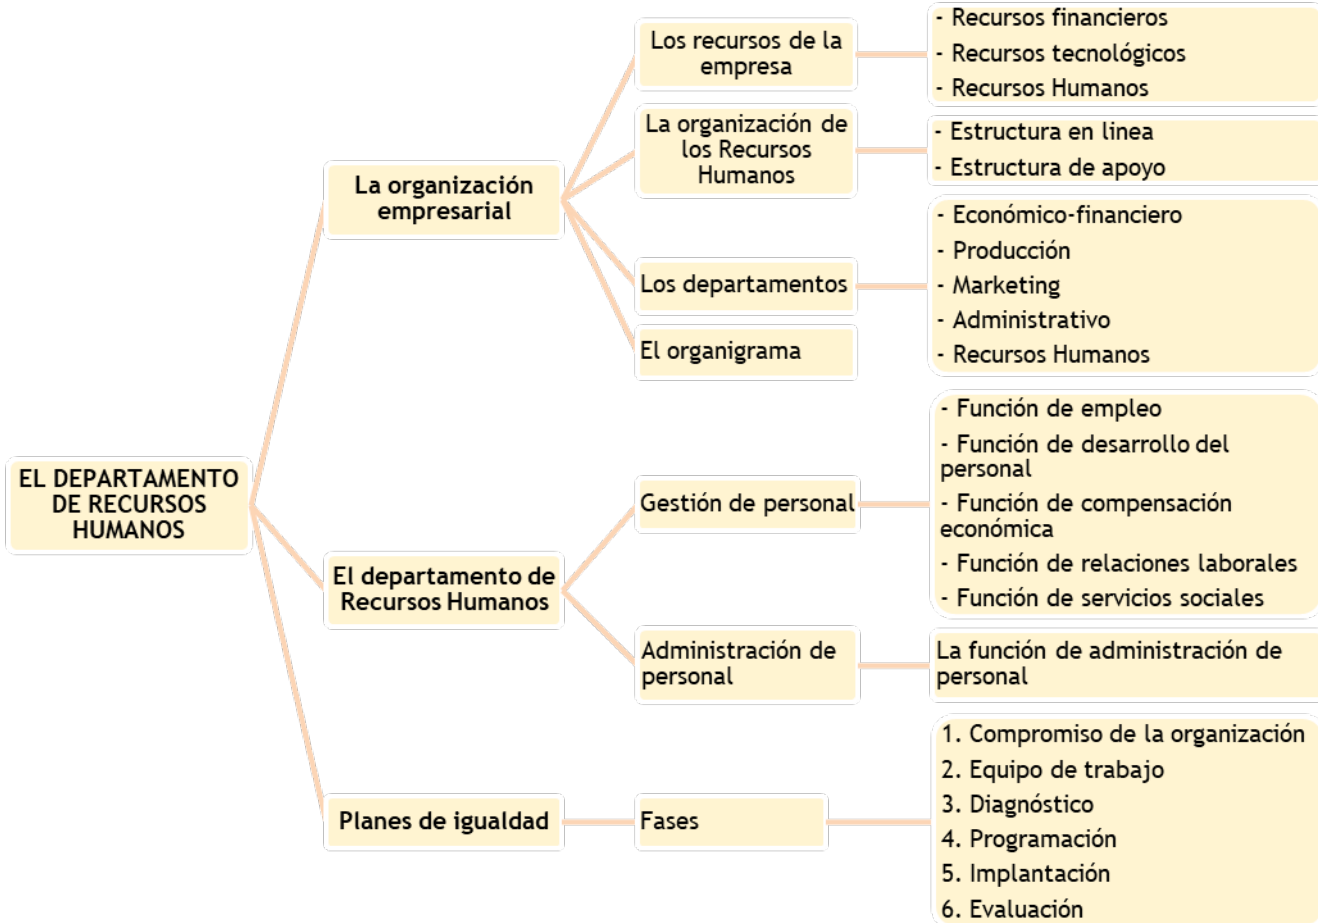 EL DEPARTAMENTO
DE RECURSOS
HUMANOS
La organización
empresarial
Los recursos de la
empresa
- Recursos financieros
- Recursos tecnológicos
- Recursos Humanos
La organización de
los Recursos
Humanos
- Estructura en linea
- Estructura de apoyo
Los departamentos
- Económico-financiero
- Producción
- Marketing
- Administrativo
- Recursos Humanos
El organigrama
El departamento de
Recursos Humanos
Gestión de personal
- Función de empleo
- Función de desarrollo del
personal
- Función de compensación
económica
- Función de relaciones laborales
- Función de servicios sociales
Administración de
personal
La función de administración de
personal
Planes de igualdad
Fases
1. Compromiso de la organización
2. Equipo de trabajo
3. Diagnóstico
4. Programación
5. Implantación
6. Evaluación